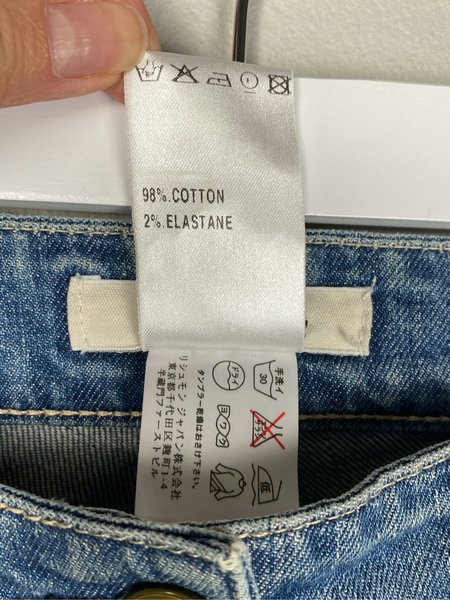 98%.COTTON
2%.ELASTANE
手洗イ
30
ドライ
ヨワク
低
タンブラー乾燥はおさけ下さい。
リシュモン ジャパン株式会社
東京都千代田区麹町1-4
半蔵門ファーストビル